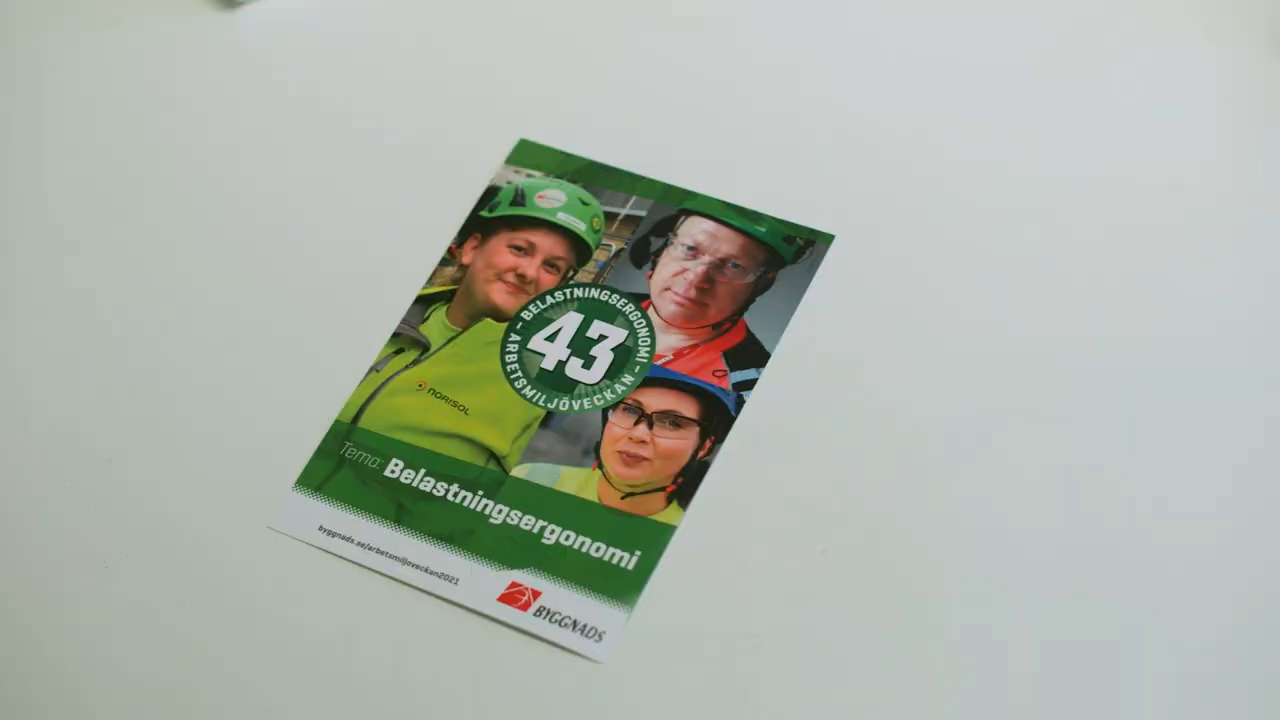 – BELASTNINGSERGONOMI –
43
ARBETSMILJÖVECKAN
NORISOL
Tema: Belastningsergonomi
byggnads.se/arbetsmiljoveckan2021
BYGGNADS